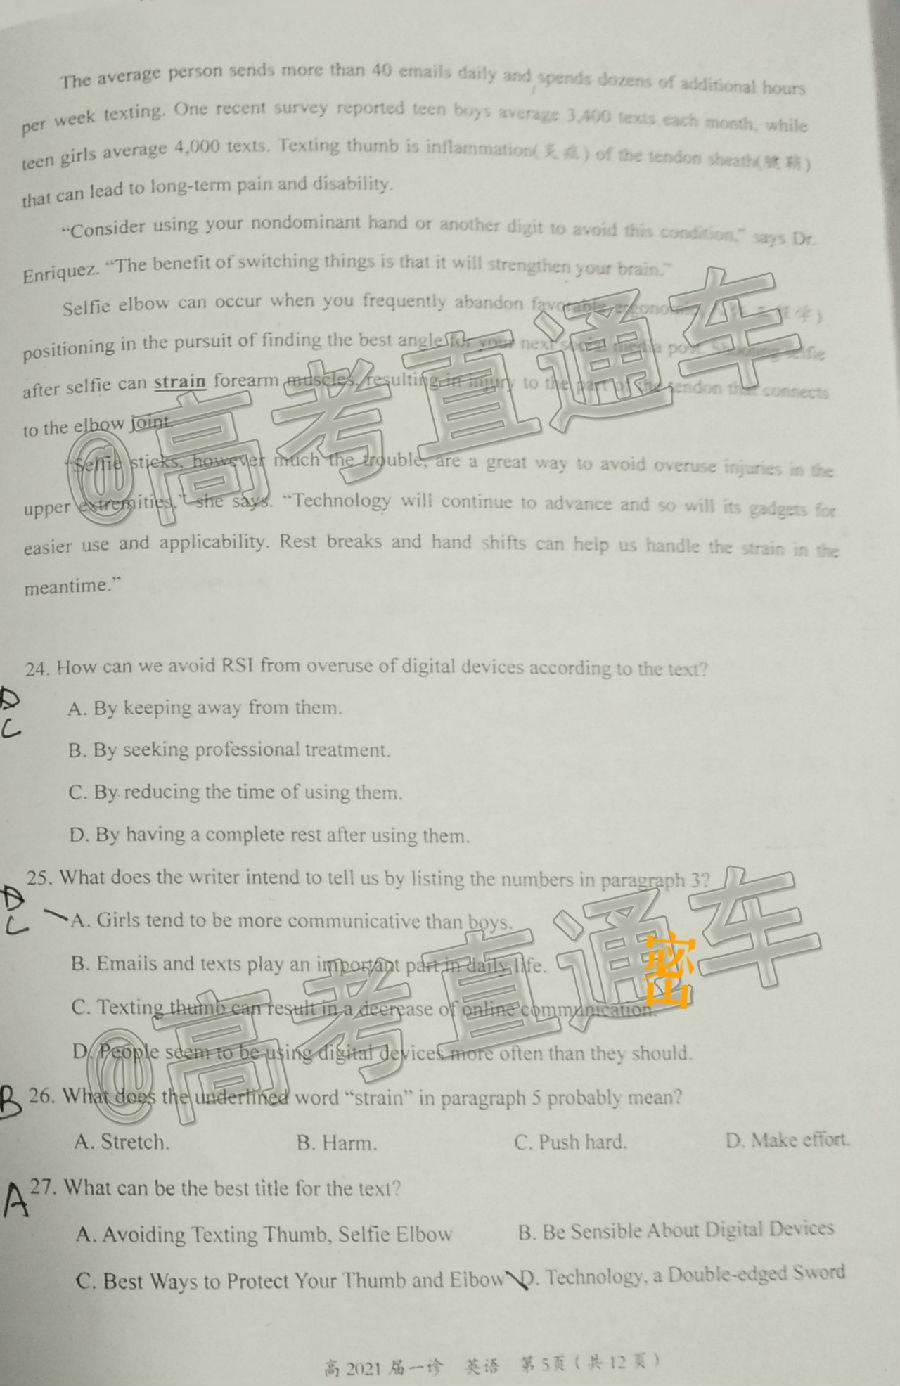 The average person sends more than 40 emails daily and spends dozens of additional hours
per week texting. One recent survey reported teen boys average 3,400 texts each month, while
teen girls average 4,000 texts. Texting thumb is inflammation(炎症) of the tendon sheath(腱鞘)
that can lead to long-term pain and disability.
“Consider using your nondominant hand or another digit to avoid this condition,” says Dr.
Enriquez. “The benefit of switching things is that it will strengthen your brain.”
Selfie elbow can occur when you frequently abandon favorable
positioning in the pursuit of finding the best angle for your next social media post. Shooting selfie
after selfie can strain forearm muscles, resulting in injury to the part of the tendon that connects
to the elbow joint.
“Selfie sticks, however much the trouble, are a great way to avoid overuse injuries in the
upper extremities,” she says. “Technology will continue to advance and so will its gadgets for
easier use and applicability. Rest breaks and hand shifts can help us handle the strain in the
meantime.”
24. How can we avoid RSI from overuse of digital devices according to the text?
D
A. By keeping away from them.
C
B. By seeking professional treatment.
C. By reducing the time of using them.
D. By having a complete rest after using them.
25. What does the writer intend to tell us by listing the numbers in paragraph 3?
D
C
A. Girls tend to be more communicative than boys.
B. Emails and texts play an important part in daily life.
C. Texting thumb can result in a decrease of online communication.
D. People seem to be using digital devices more often than they should.
B 26. What does the underlined word “strain” in paragraph 5 probably mean?
A. Stretch. B. Harm. C. Push hard. D. Make effort.
A 27. What can be the best title for the text?
A. Avoiding Texting Thumb, Selfie Elbow B. Be Sensible About Digital Devices
C. Best Ways to Protect Your Thumb and Elbow D. Technology, a Double-edged Sword
高 2021 届一诊 英语 第 5页 ( 共 12 页 )
@高考直通车
@高考直通车